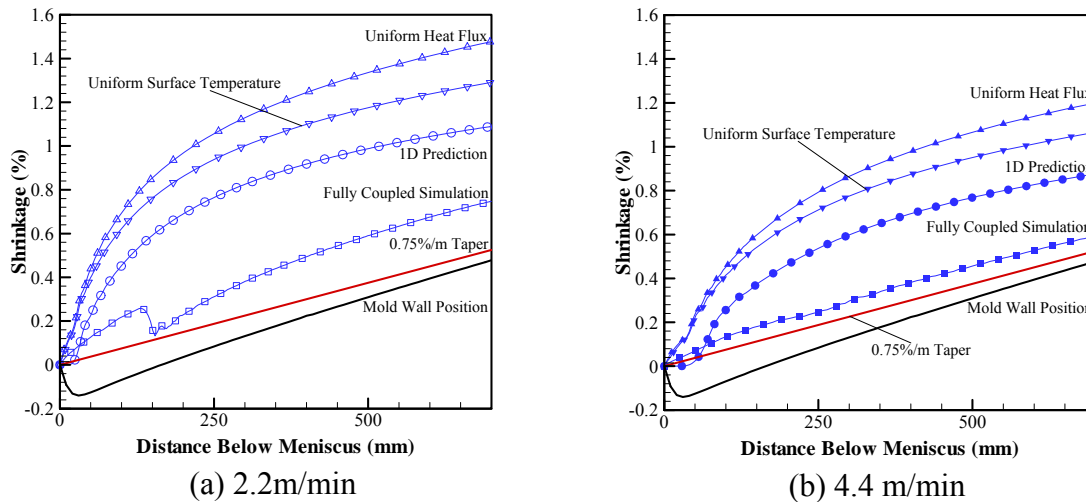 1.6
1.4
1.2
1
0.8
0.6
0.4
0.2
0
-0.2
Shrinkage (%)
Uniform Heat Flux
Uniform Surface Temperature
1D Prediction
Fully Coupled Simulation
0.75%/m Taper
Mold Wall Position
0
250
500
Distance Below Meniscus (mm)
(a) 2.2m/min
1.6
1.4
1.2
1
0.8
0.6
0.4
0.2
0
-0.2
Shrinkage (%)
Uniform Heat Flux
Uniform Surface Temperature
1D Prediction
Fully Coupled Simulation
Mold Wall Position
0.75%/m Taper
0
250
500
Distance Below Meniscus (mm)
(b) 4.4 m/min